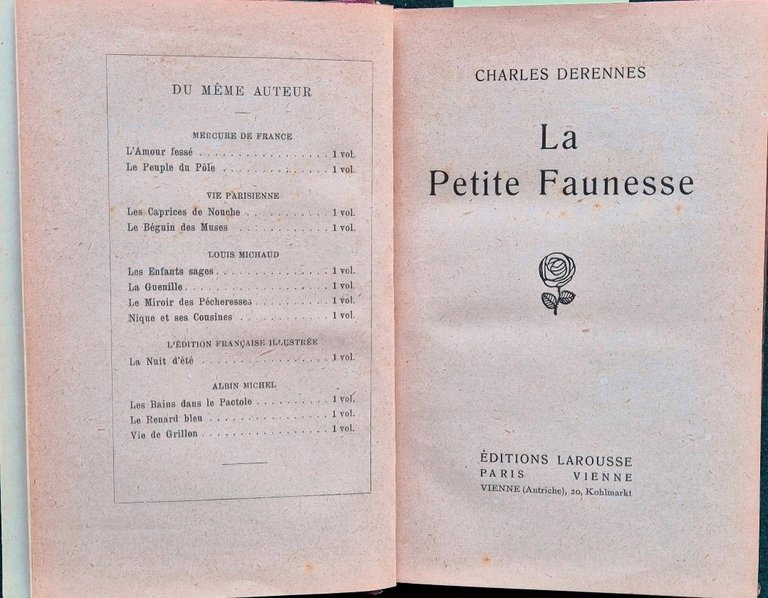 DU MÊME AUTEUR
MERCURE DE FRANCE
L'Amour fessé . . . . . . . . . . . . . . . . . 1 vol.
Le Peuple du Pôle . . . . . . . . . . . . . . 1 vol.
VIE PARISIENNE
Les Caprices de Nouche . . . . . . . . . . . 1 vol.
Le Béguin des Muses . . . . . . . . . . . . 1 vol.
LOUIS MICHAUD
Les Enfants sages . . . . . . . . . . . . . . 1 vol.
La Guenille . . . . . . . . . . . . . . . . . . 1 vol.
Le Miroir des Pécheresses . . . . . . . . . . 1 vol.
Nique et ses Cousines . . . . . . . . . . . . 1 vol.
L'ÉDITION FRANÇAISE ILLUSTRÉE
La Nuit d'été . . . . . . . . . . . . . . . . . 1 vol.
ALBIN MICHEL
Les Bains dans le Pactole . . . . . . . . . . 1 vol.
Le Renard bleu . . . . . . . . . . . . . . . . 1 vol.
Vie de Grillon . . . . . . . . . . . . . . . . . 1 vol.
CHARLES DERENNES
La
Petite Faunesse
ÉDITIONS LAROUSSE
PARIS VIENNE
VIENNE (Autriche), 20, Kohlmarkt